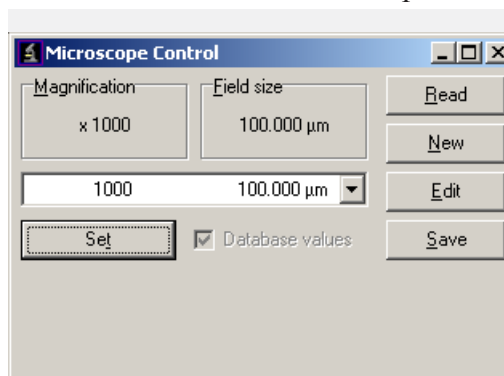 Microscope Control
Magnification
Field size
Read
x 1000
100.000 µm
New
1000 100.000 µm
Edit
Set
Database values
Save